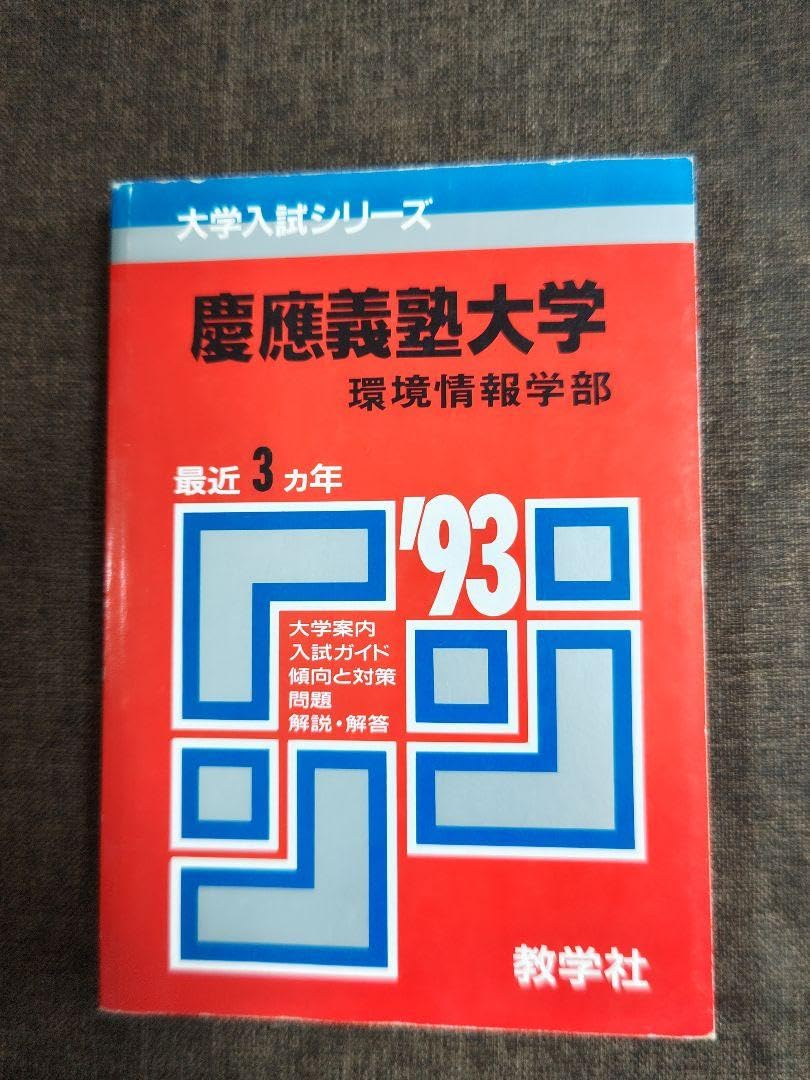 大学入試シリーズ
慶應義塾大学
環境情報学部
最近 3 ヵ年
'93
大学案内
入試ガイド
傾向と対策
問題
解説・解答
教学社